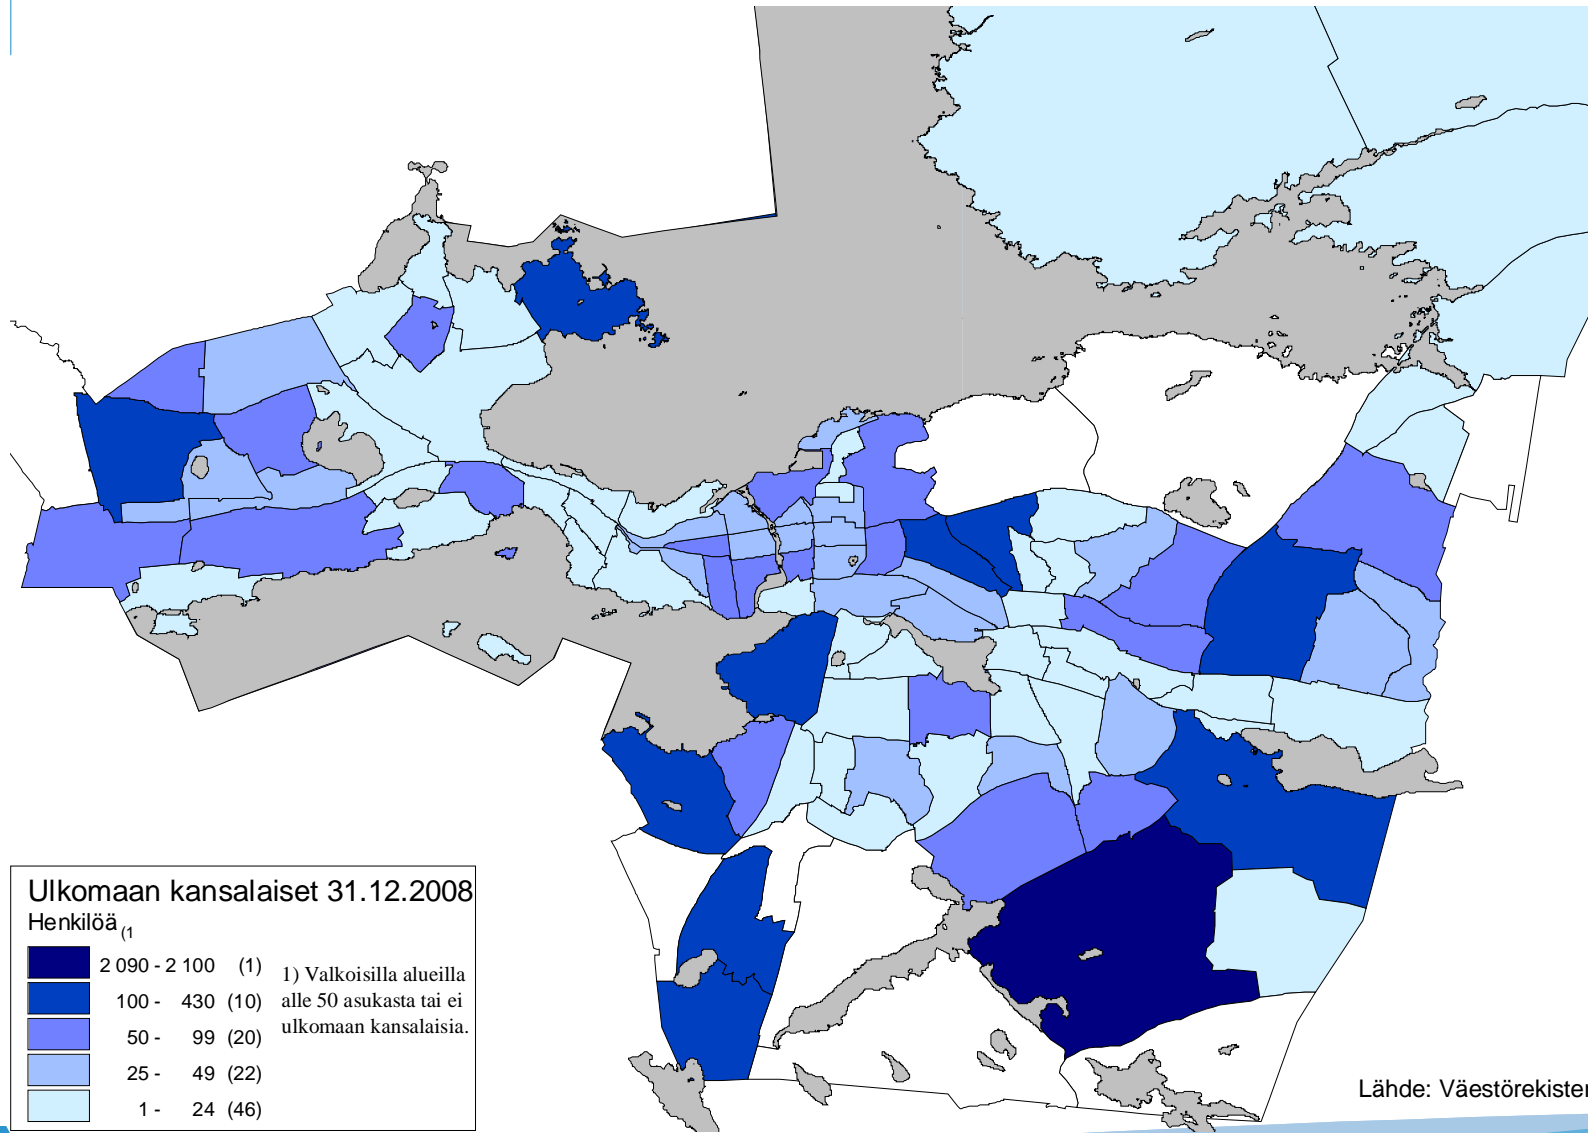 Ulkomaan kansalaiset 31.12.2008
Henkilöä (1
2 090 - 2 100 (1)
100 - 430 (10)
50 - 99 (20)
25 - 49 (22)
1 - 24 (46)
1) Valkoisilla alueilla
alle 50 asukasta tai ei
ulkomaan kansalaisia.
Lähde: Väestörekister